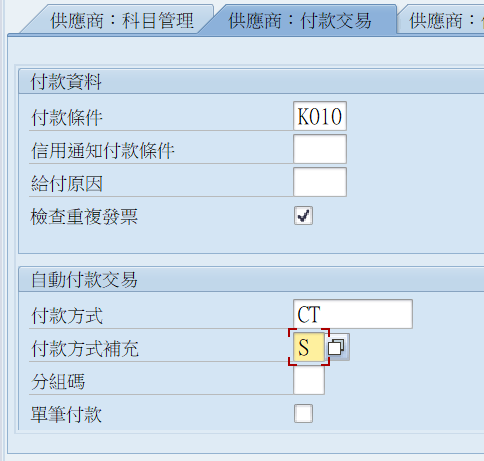 供應商：科目管理 供應商：付款交易 供應商：
付款資料
付款條件 K010
信用通知付款條件
給付原因
檢查重複發票
自動付款交易
付款方式 CT
付款方式補充 S
分組碼
單筆付款